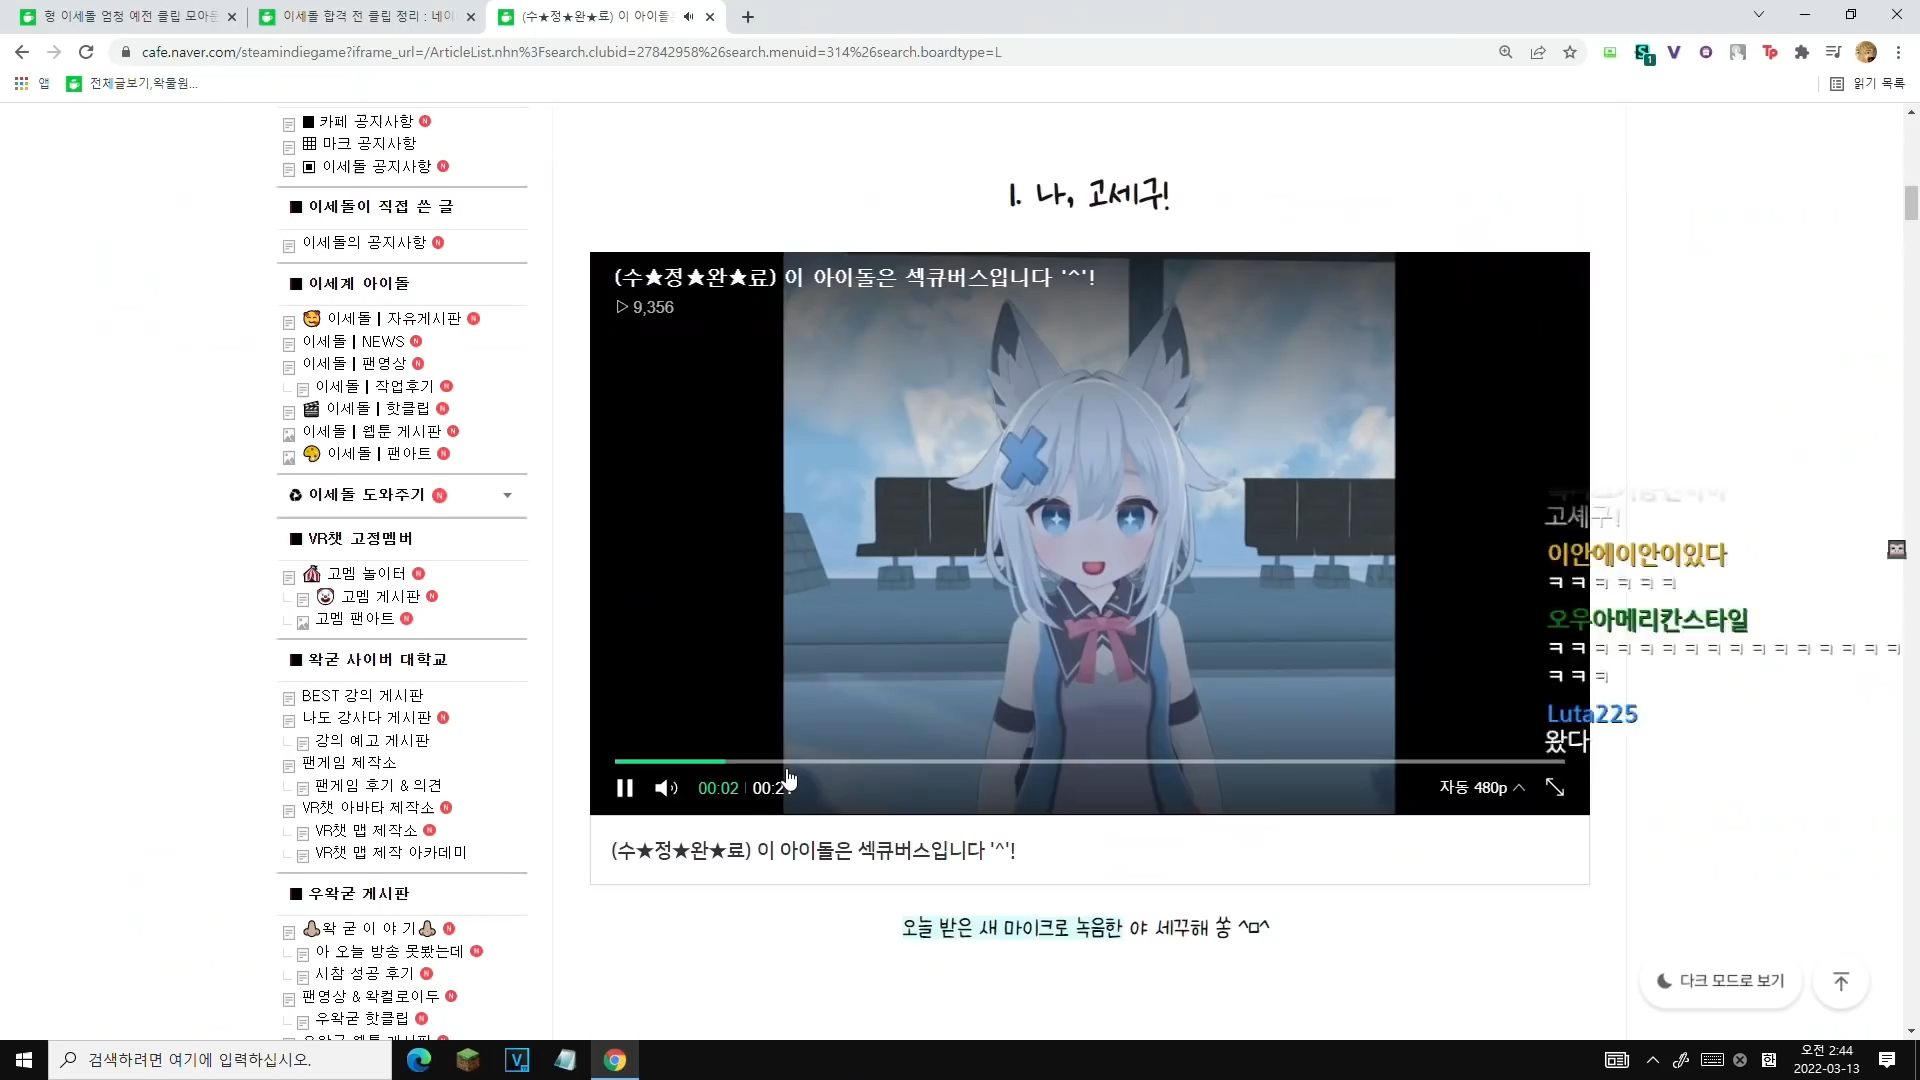 형 이세돌 엄청 예전 클립 모아둔
이세돌 합격 전 클립 정리 : 네이
(수★정★완★료) 이 아이돌은
cafe.naver.com/steamindiegame?iframe_url=/ArticleList.nhn%3Fsearch.clubid=27842958%26search.menuid=314%26search.boardtype=L
앱
전체글보기,왁물원...
읽기 목록
■ 카페 공지사항 N
마크 공지사항
이세돌 공지사항 N
■ 이세돌이 직접 쓴 글
이세돌의 공지사항 N
■ 이세계 아이돌
이세돌 | 자유게시판 N
이세돌 | NEWS N
이세돌 | 팬영상 N
이세돌 | 작업후기 N
이세돌 | 핫클립 N
이세돌 | 웹툰 게시판 N
이세돌 | 팬아트 N
이세돌 도와주기 N
■ VR챗 고정멤버
고멤 놀이터 N
고멤 게시판 N
고멤 팬아트 N
■ 왁굳 사이버 대학교
BEST 강의 게시판
나도 강사다 게시판 N
강의 예고 게시판
팬게임 제작소
팬게임 후기 & 의견
VR챗 아바타 제작소 N
VR챗 맵 제작소 N
VR챗 맵 제작 아카데미
■ 우왁굳 게시판
왁 굳 이 야 기 N
아 오늘 방송 못봤는데 N
시참 성공 후기 N
팬영상 & 왁컬로이두 N
우왁굳 핫클립 N
1. 나, 고세구!
(수★정★완★료) 이 아이돌은 섹큐버스입니다 '^'!
▷ 9,356
00:02
자동 480p
(수★정★완★료) 이 아이돌은 섹큐버스입니다 '^'!
오늘 받은 새 마이크로 녹음한 야 세꾸해 쏭 ^ㅁ^
고세구!
이안에이안이있다
ㅋㅋㅋㅋㅋㅋ
오우아메리칸스타일
ㅋㅋㅋㅋㅋㅋㅋㅋㅋㅋㅋㅋㅋㅋㅋㅋ
ㅋㅋㅋ
Luta225
왔다
다크 모드로 보기
검색하려면 여기에 입력하십시오.
한
오전 2:44
2022-03-13